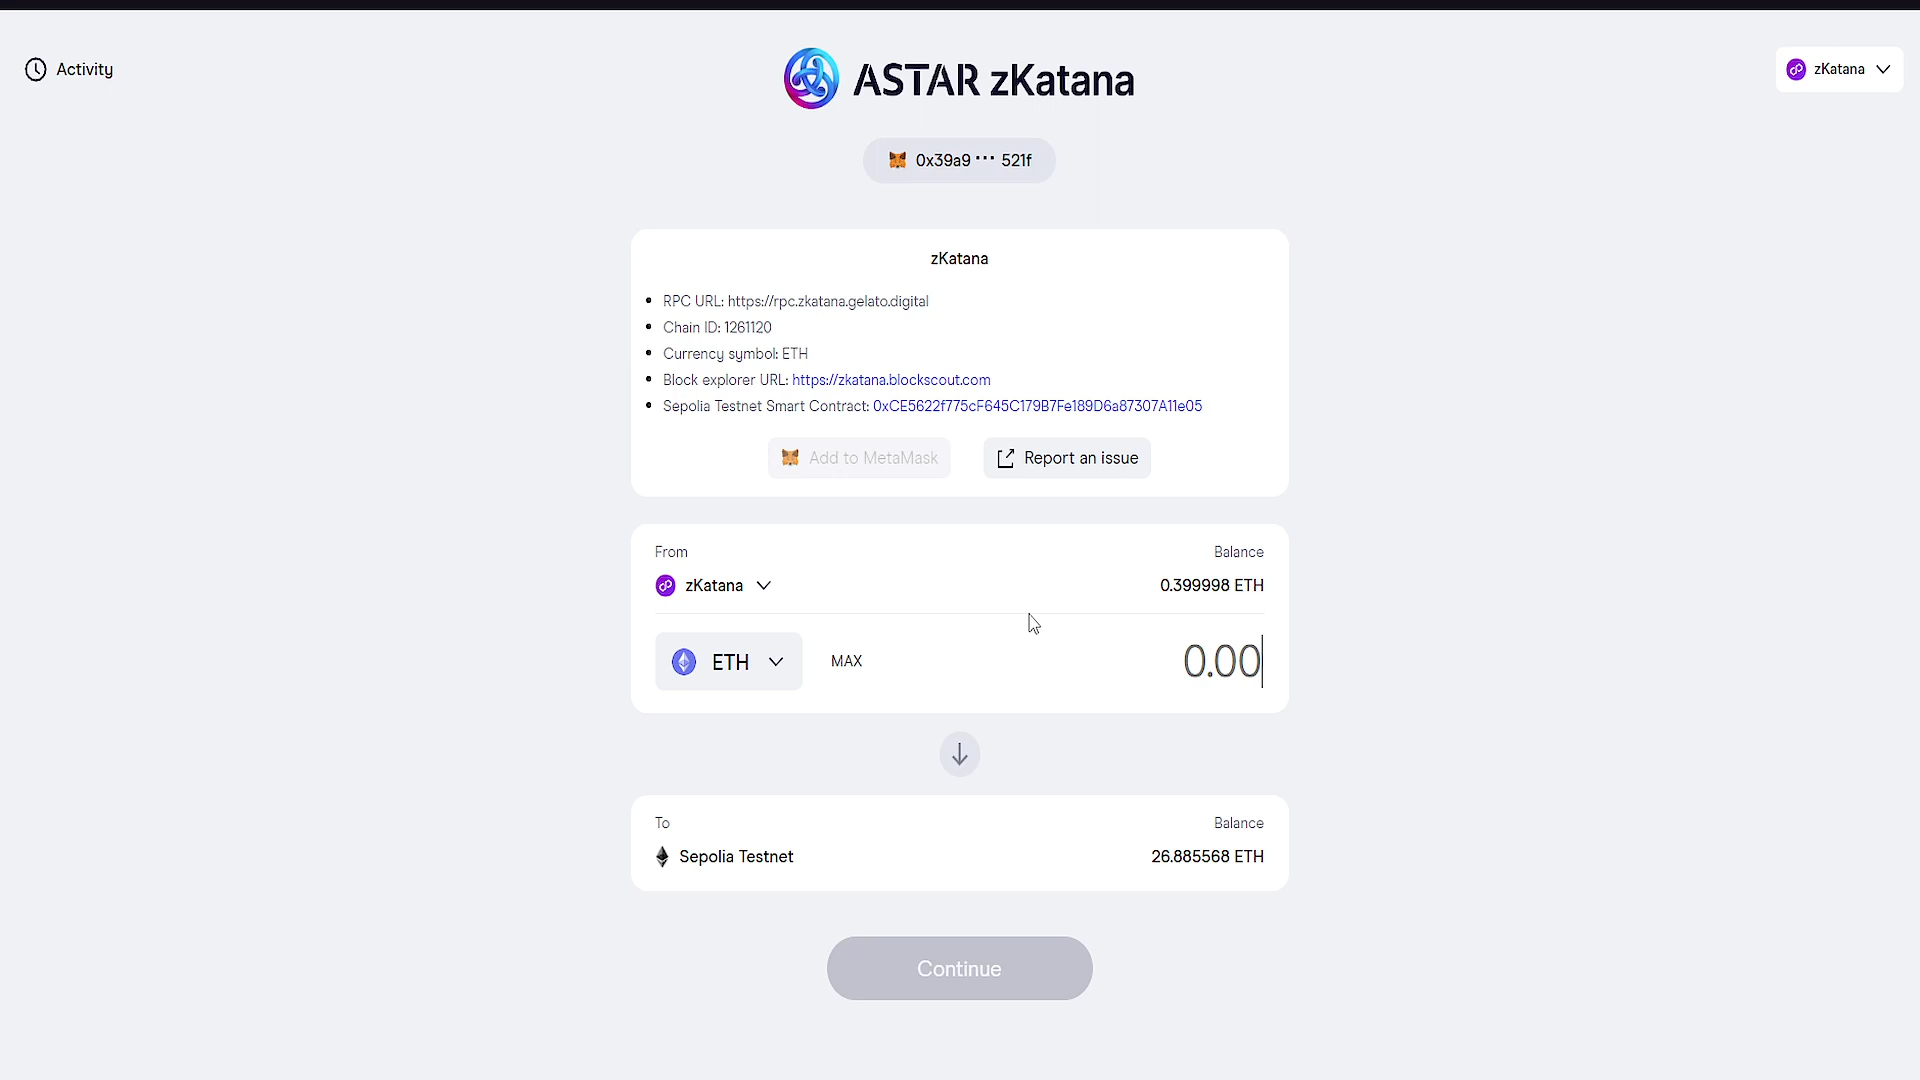 Activity
ASTAR zKatana
zKatana
0x39a9 ··· 521f
zKatana
RPC URL: https://rpc.zkatana.gelato.digital
Chain ID: 1261120
Currency symbol: ETH
Block explorer URL: https://zkatana.blockscout.com
Sepolia Testnet Smart Contract: 0xCE5622f775cF645C179B7Fe189D6a87307A11e05
Add to MetaMask
Report an issue
From
Balance
zKatana
0.399998 ETH
ETH
MAX
0.00
To
Balance
Sepolia Testnet
26.885568 ETH
Continue